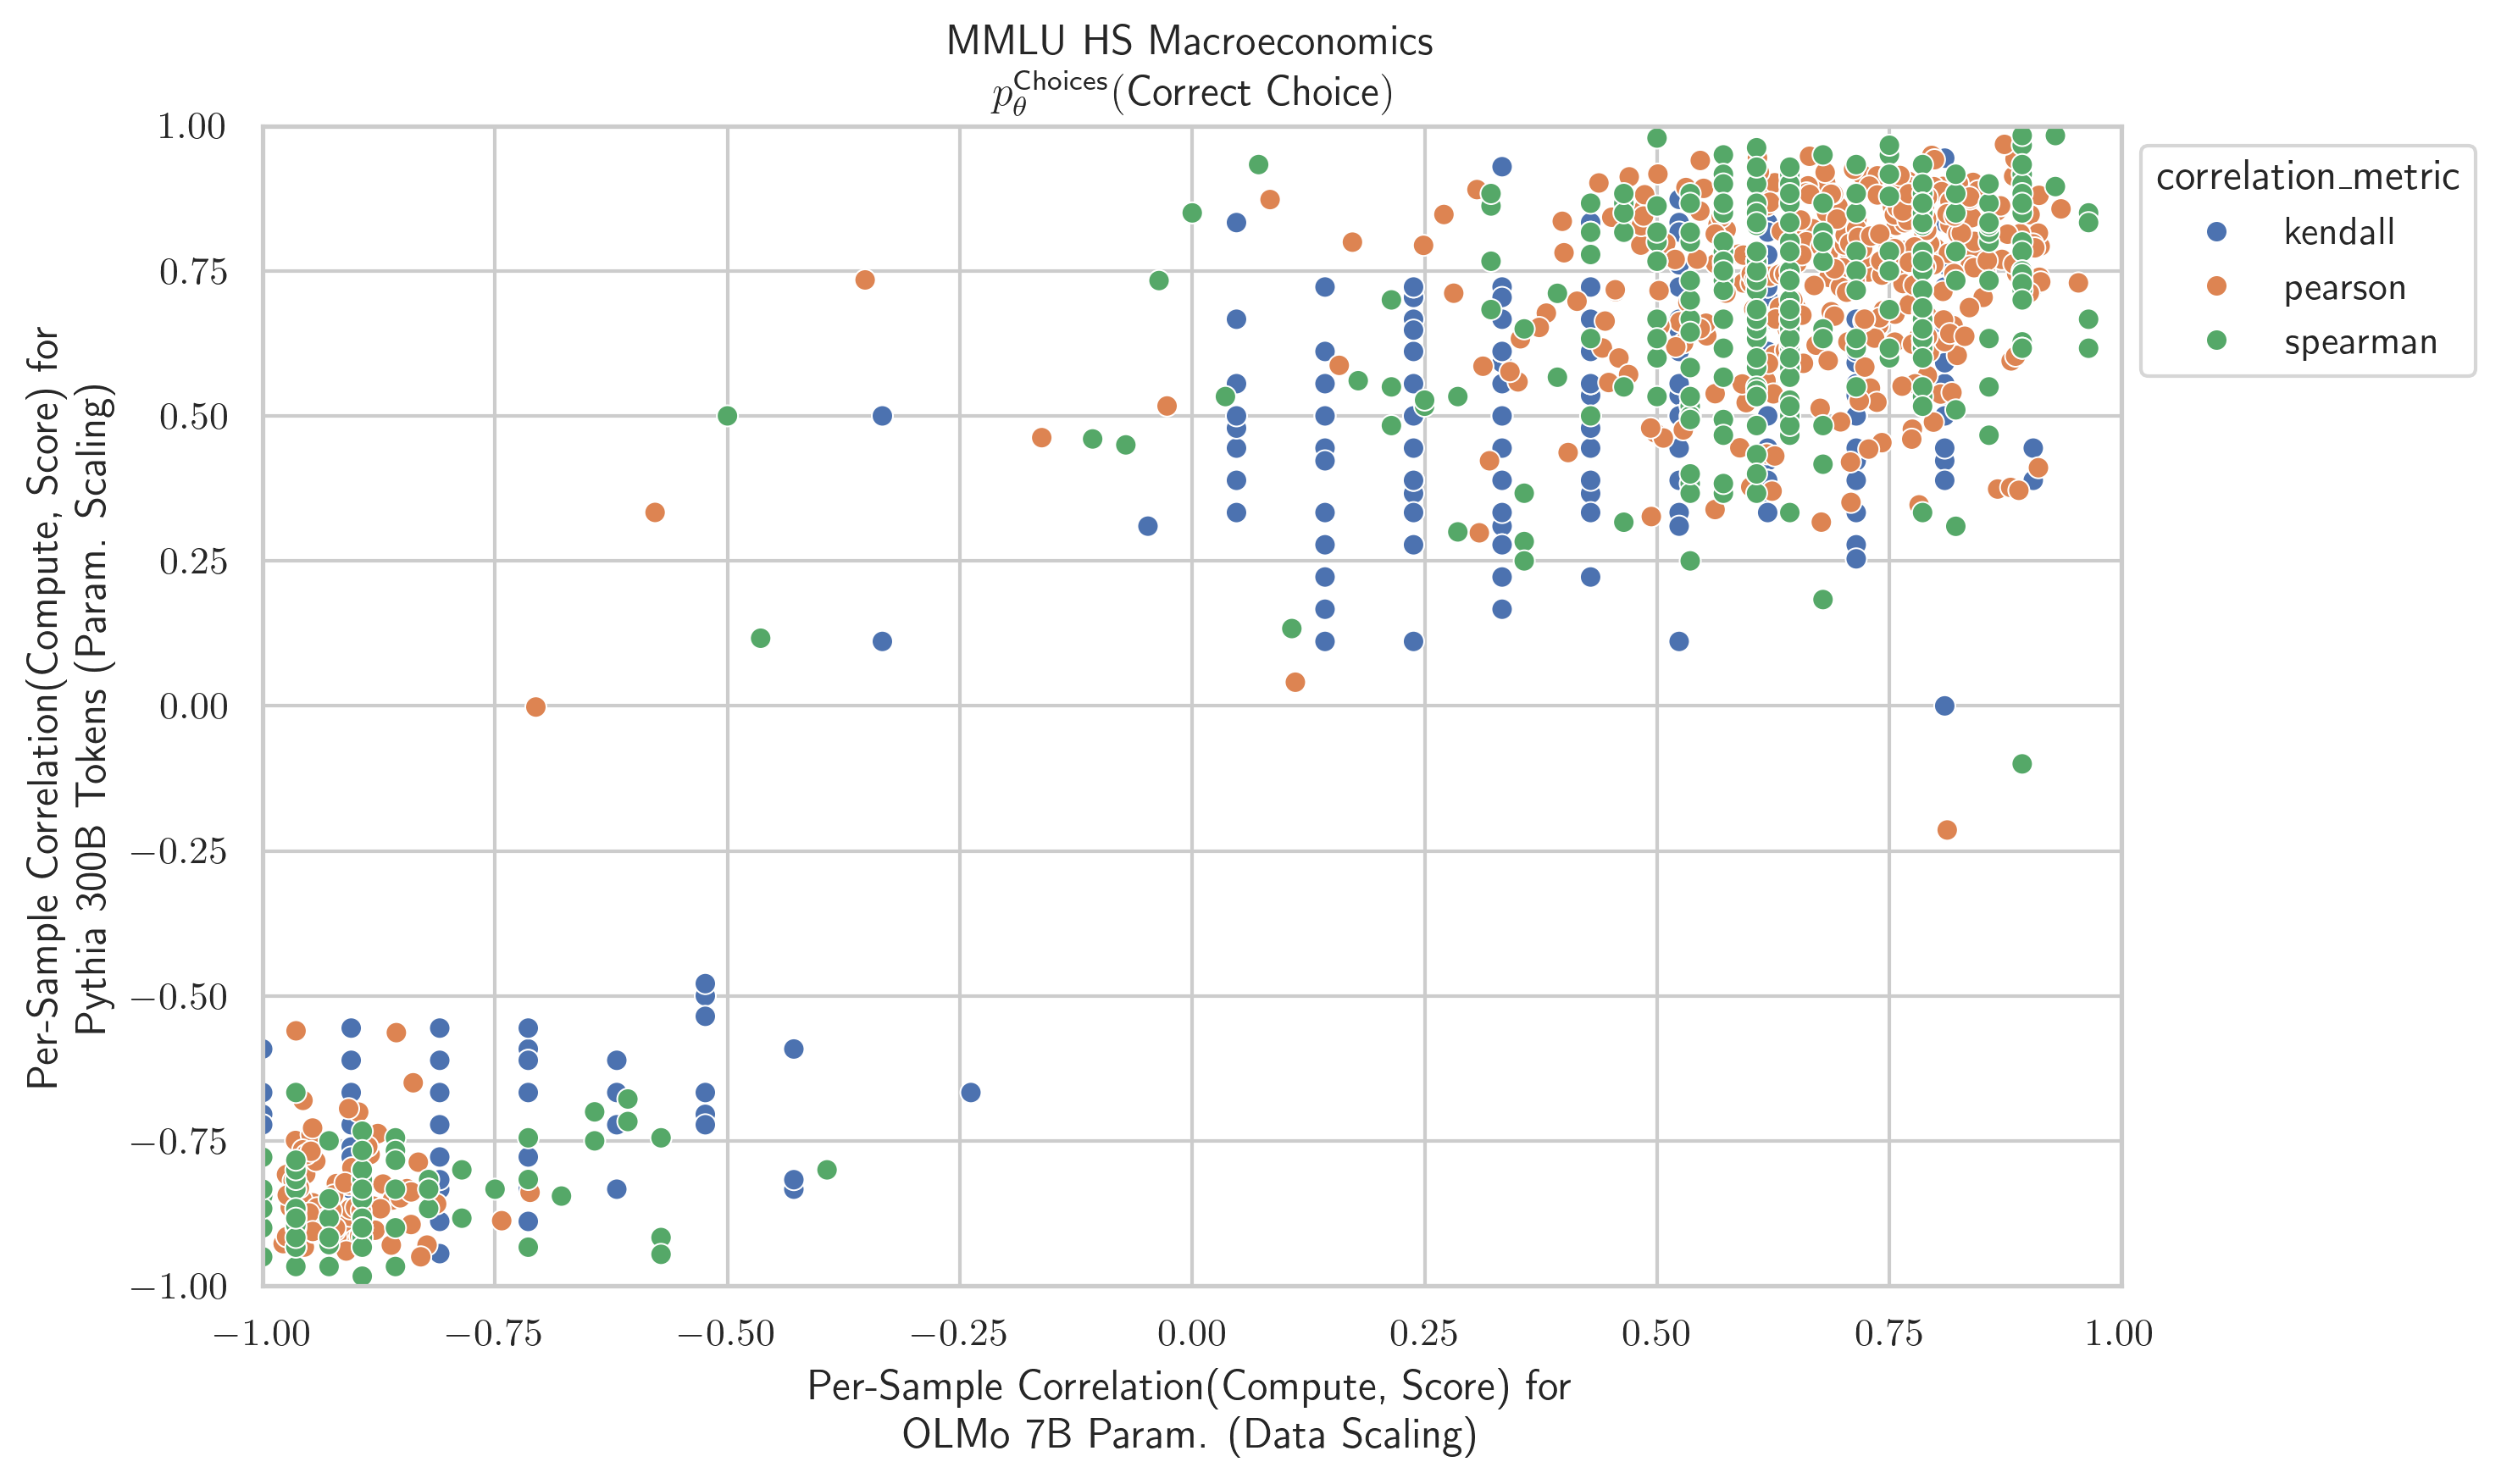 MMLU HS Macroeconomics
p_θ^Choices(Correct Choice)
Per-Sample Correlation(Compute, Score) for
Pythia 300B Tokens (Param. Scaling)
1.00
0.75
0.50
0.25
0.00
−0.25
−0.50
−0.75
−1.00
−1.00 −0.75 −0.50 −0.25 0.00 0.25 0.50 0.75 1.00
Per-Sample Correlation(Compute, Score) for
OLMo 7B Param. (Data Scaling)
correlation_metric
kendall
pearson
spearman